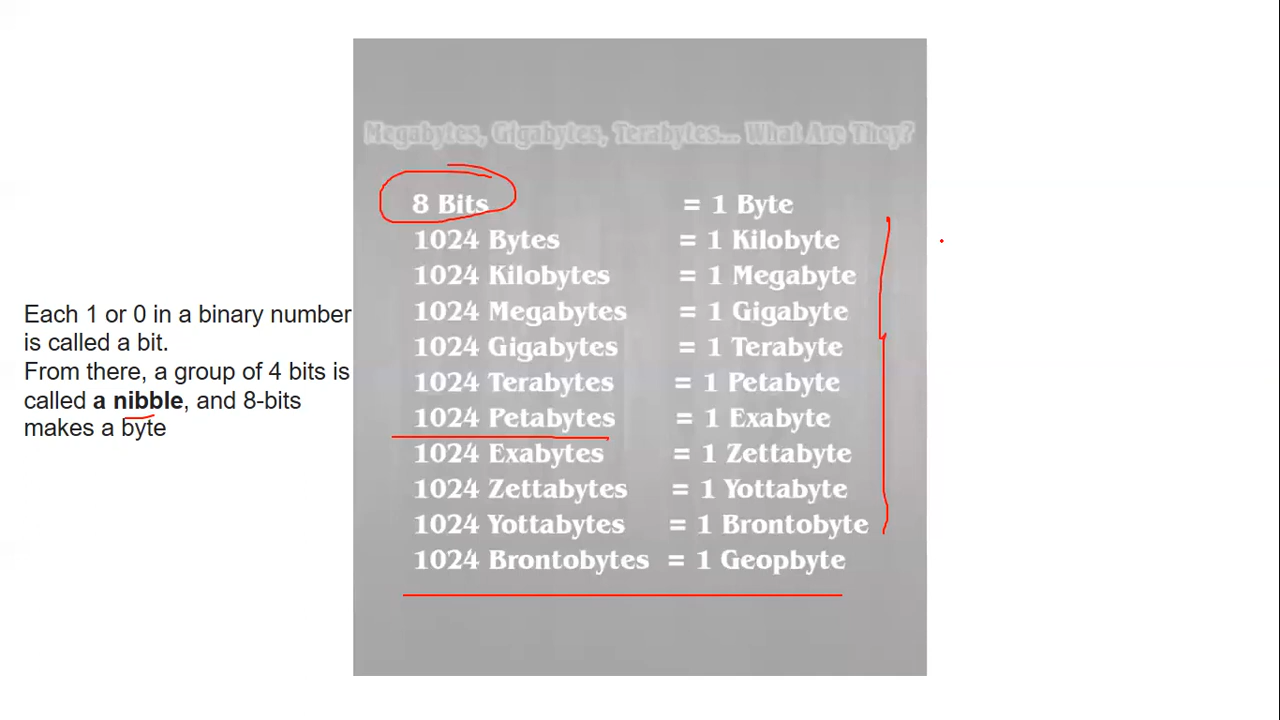 Megabytes, Gigabytes, Terabytes... What Are They?
8 Bits = 1 Byte
1024 Bytes = 1 Kilobyte
1024 Kilobytes = 1 Megabyte
1024 Megabytes = 1 Gigabyte
1024 Gigabytes = 1 Terabyte
1024 Terabytes = 1 Petabyte
1024 Petabytes = 1 Exabyte
1024 Exabytes = 1 Zettabyte
1024 Zettabytes = 1 Yottabyte
1024 Yottabytes = 1 Brontobyte
1024 Brontobytes = 1 Geopbyte
Each 1 or 0 in a binary number
is called a bit.
From there, a group of 4 bits is
called a nibble, and 8-bits
makes a byte